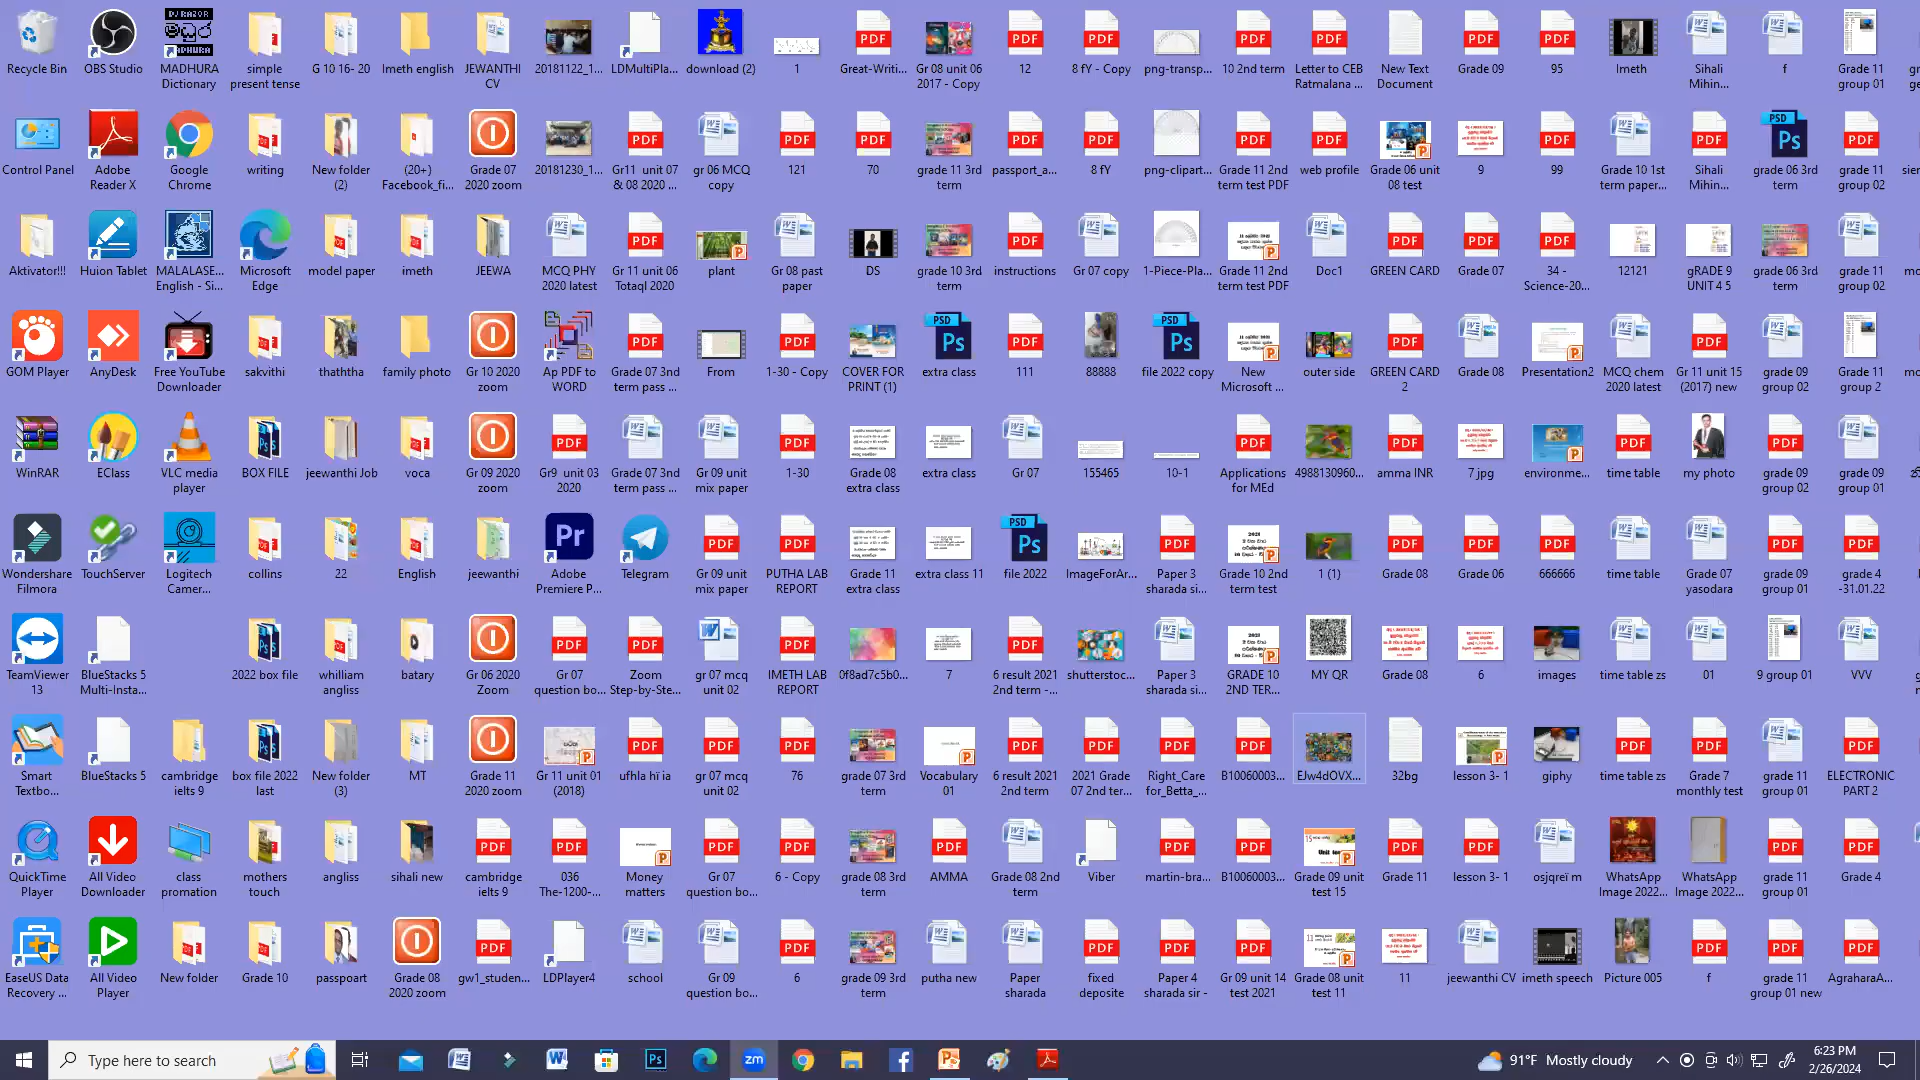 Recycle Bin
OBS Studio
MADHURA
Dictionary
simple
present tense
G 10 16- 20
Imeth english
JEWANTHI
CV
20181122_1...
LDMultiPla...
download (2)
1
Great-Writi...
Gr 08 unit 06
2017 - Copy
12
8 fY - Copy
png-transp...
10 2nd term
Letter to CEB
Ratmalana ...
New Text
Document
Grade 09
95
Imeth
Sihali
Mihin...
f
Grade 11
group 01
Control Panel
Adobe
Reader X
Google
Chrome
writing
New folder
(2)
(20+)
Facebook_fi...
Grade 07
2020 zoom
20181230_1...
Gr11  unit 07
& 08 2020 ...
gr 06 MCQ
copy
121
70
grade 11 3rd
term
passport_a...
8 fY
png-clipart...
Grade 11 2nd
term test PDF
web profile
Grade 06 unit
08 test
9
99
Grade 10 1st
term paper...
Sihali
Mihin...
grade 06 3rd
term
grade 11
group 02
Aktivator!!!
Huion Tablet
MALALASE...
English - Si...
Microsoft
Edge
model paper
imeth
JEEWA
MCQ PHY
2020 latest
Gr 11 unit 06
Totaql 2020
plant
Gr 08 past
paper
DS
grade 10 3rd
term
instructions
Gr 07 copy
1-Piece-Pla...
Grade 11 2nd
term test PDF
Doc1
GREEN CARD
Grade 07
34 -
Science-20...
12121
gRADE 9
UNIT 4 5
grade 06 3rd
term
grade 11
group 02
GOM Player
AnyDesk
Free YouTube
Downloader
sakvithi
thaththa
family photo
Gr 10 2020
zoom
Ap PDF to
WORD
Grade 07 3nd
term pass ...
From
1-30 - Copy
COVER FOR
PRINT (1)
extra class
111
88888
file 2022 copy
New
Microsoft ...
outer side
GREEN CARD
2
Grade 08
Presentation2
MCQ chem
2020 latest
Gr 11 unit 15
(2017) new
grade 09
group 02
Grade 11
group 2
WinRAR
EClass
VLC media
player
BOX FILE
jeewanthi Job
voca
Gr 09 2020
zoom
Gr9  unit 03
2020
Grade 07 3nd
term pass ...
Gr 09 unit
mix paper
1-30
Grade 08
extra class
extra class
Gr 07
155465
10-1
Applications
for MEd
4988130960...
amma INR
7 jpg
environme...
time table
my photo
grade 09
group 02
grade 09
group 01
Wondershare
Filmora
TouchServer
Logitech
Camer...
collins
22
English
jeewanthi
Adobe
Premiere P...
Telegram
Gr 09 unit
mix paper
PUTHA LAB
REPORT
Grade 11
extra class
extra class 11
file 2022
ImageForAr...
Paper 3
sharada si...
Grade 10 2nd
term test
1 (1)
Grade 08
Grade 06
666666
time table
Grade 07
yasodara
grade 09
group 01
grade 4
-31.01.22
TeamViewer
13
BlueStacks 5
Multi-Insta...
2022 box file
whilliam
angliss
batary
Gr 06 2020
Zoom
Gr 07
question bo...
Zoom
Step-by-Ste...
gr 07 mcq
unit 02
IMETH LAB
REPORT
0f8ad7c5b0...
7
6 result 2021
2nd term -...
shutterstoc...
Paper 3
sharada si...
GRADE 10
2ND TER...
MY QR
Grade 08
6
images
time table zs
01
9 group 01
VVV
Smart
Textbo...
BlueStacks 5
cambridge
ielts 9
box file 2022
last
New folder
(3)
MT
Grade 11
2020 zoom
Gr 11 unit 01
(2018)
ufhla hï ia
gr 07 mcq
unit 02
76
grade 07 3rd
term
Vocabulary
01
6 result 2021
2nd term
2021 Grade
07 2nd ter...
Right_Care
for_Betta_...
B10060003...
EJw4dOVX...
32bg
lesson 3- 1
giphy
time table zs
Grade 7
monthly test
grade 11
group 01
ELECTRONIC
PART 2
QuickTime
Player
All Video
Downloader
class
promation
mothers
touch
angliss
sihali new
cambridge
ielts 9
036
The-1200-...
Money
matters
Gr 07
question bo...
6 - Copy
grade 08 3rd
term
AMMA
Grade 08 2nd
term
Viber
martin-bra...
B10060003...
Grade 09 unit
test 15
Grade 11
lesson 3- 1
osjqreï m
WhatsApp
Image 2022...
WhatsApp
Image 2022...
grade 11
group 01
Grade 4
EaseUS Data
Recovery ...
All Video
Player
New folder
Grade 10
passpoart
Grade 08
2020 zoom
gw1_studen...
LDPlayer4
school
Gr 09
question bo...
6
grade 09 3rd
term
putha new
Paper
sharada
fixed
deposite
Paper 4
sharada sir -
Gr 09 unit 14
test 2021
Grade 08 unit
test 11
11
jeewanthi CV
imeth speech
Picture 005
f
grade 11
group 01 new
AgraharaA...
Type here to search
91°F Mostly cloudy
6:23 PM
2/26/2024